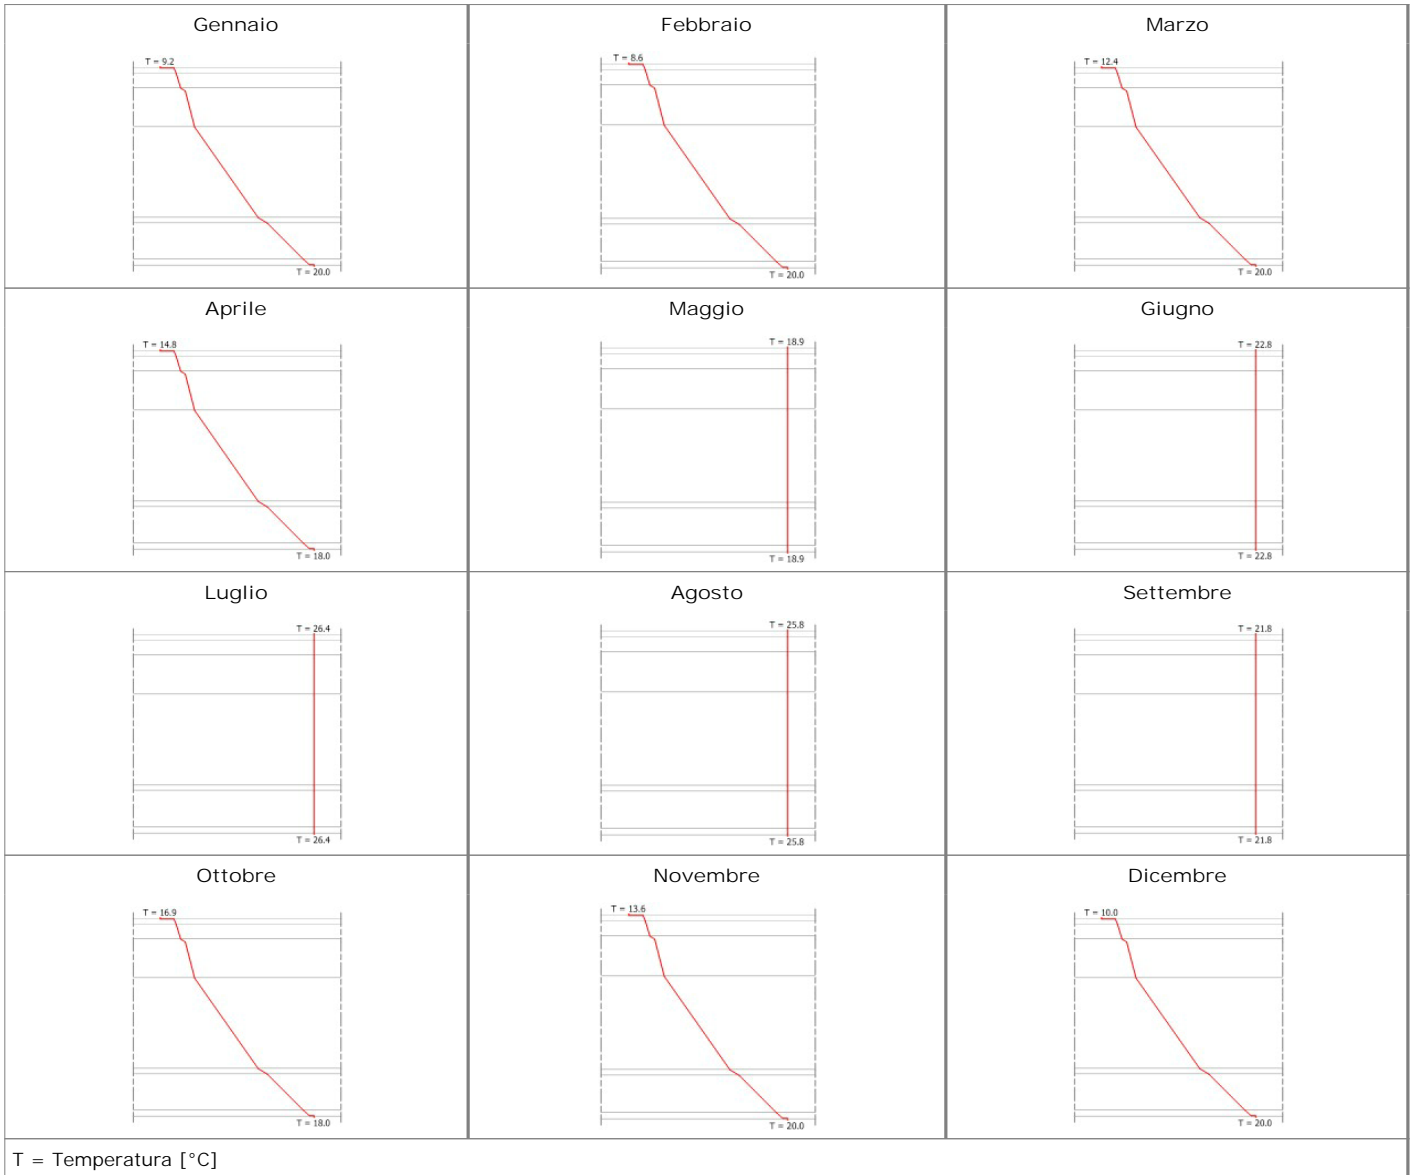 Gennaio
Febbraio
Marzo
T = 9.2
T = 8.6
T = 12.4
T = 20.0
T = 20.0
T = 20.0
Aprile
Maggio
Giugno
T = 14.8
T = 18.9
T = 22.8
T = 18.0
T = 18.9
T = 22.8
Luglio
Agosto
Settembre
T = 26.4
T = 25.8
T = 21.8
T = 26.4
T = 25.8
T = 21.8
Ottobre
Novembre
Dicembre
T = 16.9
T = 13.6
T = 10.0
T = 18.0
T = 20.0
T = 20.0
T = Temperatura [°C]